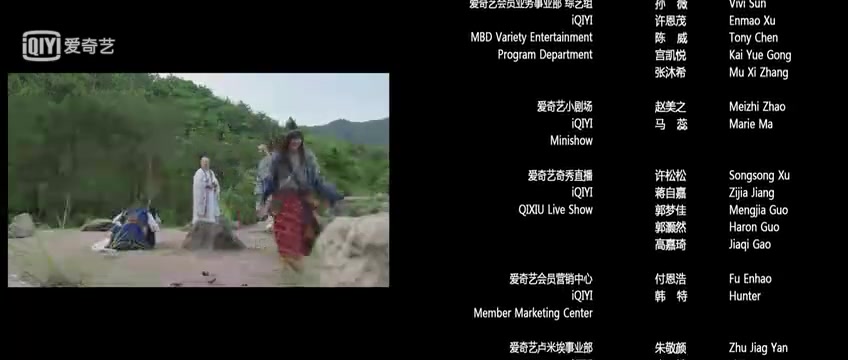 iQIYI 爱奇艺
爱奇艺会员业务事业部 综艺组 孙 薇 Vivi Sun
iQIYI 许恩茂 Enmao Xu
MBD Variety Entertainment 陈 威 Tony Chen
Program Department 宫凯悦 Kai Yue Gong
张沐希 Mu Xi Zhang
爱奇艺小剧场 赵美之 Meizhi Zhao
iQIYI 马 蕊 Marie Ma
Minishow
爱奇艺奇秀直播 许松松 Songsong Xu
iQIYI 蒋自嘉 Zijia Jiang
QIXIU Live Show 郭梦佳 Mengjia Guo
郭灏然 Haron Guo
高嘉琦 Jiaqi Gao
爱奇艺会员营销中心 付恩浩 Fu Enhao
iQIYI 韩 特 Hunter
Member Marketing Center
爱奇艺卢米埃事业部 朱敬颜 Zhu Jiag Yan